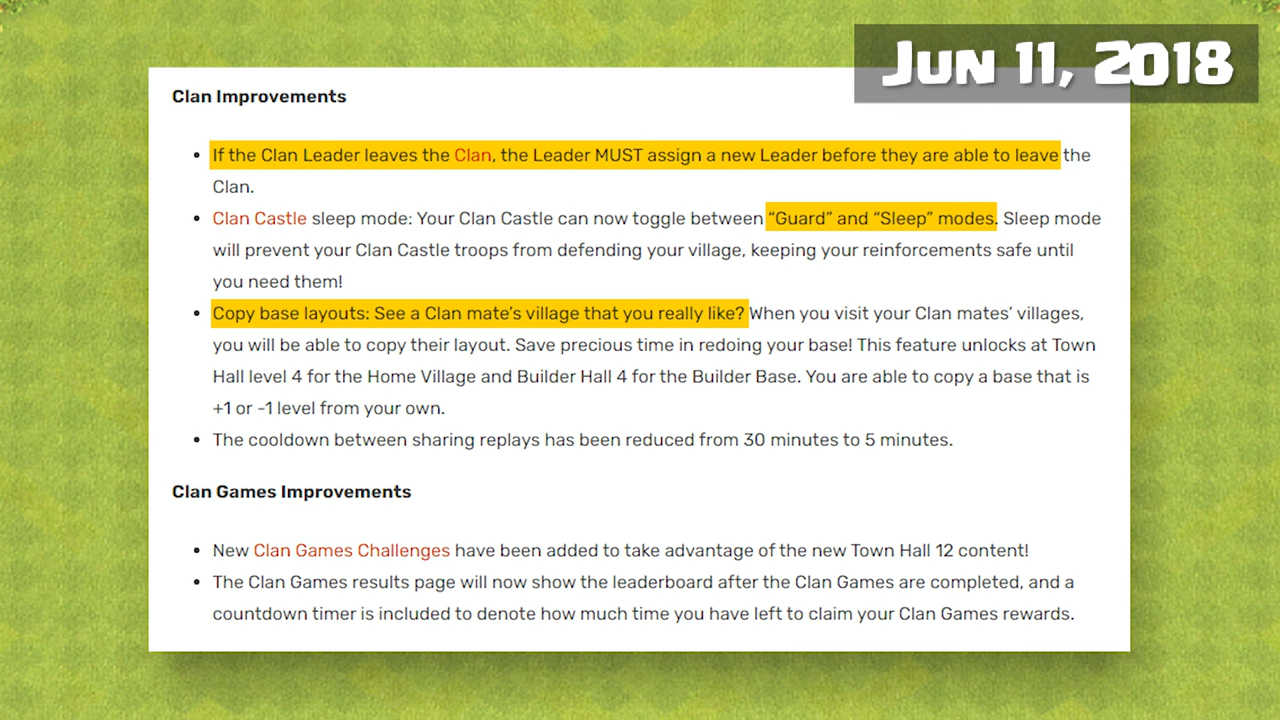 Jun 11, 2018
Clan Improvements
• If the Clan Leader leaves the Clan, the Leader MUST assign a new Leader before they are able to leave the
Clan.
• Clan Castle sleep mode: Your Clan Castle can now toggle between “Guard” and “Sleep” modes. Sleep mode
will prevent your Clan Castle troops from defending your village, keeping your reinforcements safe until
you need them!
• Copy base layouts: See a Clan mate’s village that you really like? When you visit your Clan mates’ villages,
you will be able to copy their layout. Save precious time in redoing your base! This feature unlocks at Town
Hall level 4 for the Home Village and Builder Hall 4 for the Builder Base. You are able to copy a base that is
+1 or -1 level from your own.
• The cooldown between sharing replays has been reduced from 30 minutes to 5 minutes.
Clan Games Improvements
• New Clan Games Challenges have been added to take advantage of the new Town Hall 12 content!
• The Clan Games results page will now show the leaderboard after the Clan Games are completed, and a
countdown timer is included to denote how much time you have left to claim your Clan Games rewards.